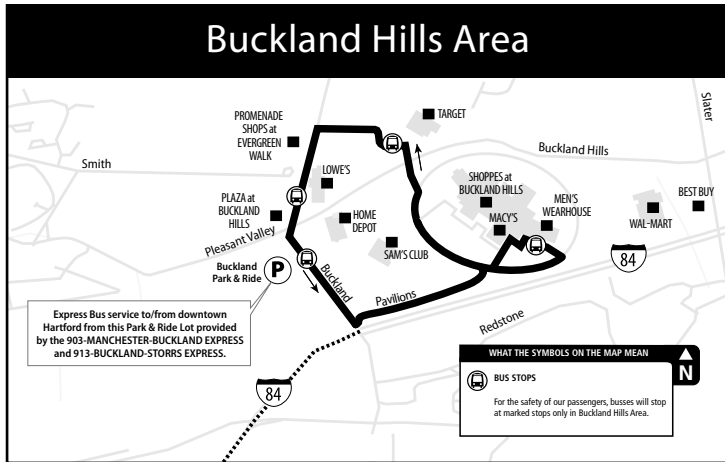 Buckland Hills Area
PROMENADE
SHOPS at
EVERGREEN
WALK
TARGET
Slater
Smith
Buckland Hills
LOWE'S
SHOPPES at
BUCKLAND HILLS
MEN'S
WEARHOUSE
BEST BUY
PLAZA at
BUCKLAND
HILLS
HOME
DEPOT
MACY'S
WAL-MART
Pleasant Valley
SAM'S CLUB
84
Buckland
Park & Ride
P
Buckland
Pavilions
Redstone
Express Bus service to/from downtown
Hartford from this Park & Ride Lot provided
by the 903-MANCHESTER-BUCKLAND EXPRESS
and 913-BUCKLAND-STORRS EXPRESS.
84
WHAT THE SYMBOLS ON THE MAP MEAN
N
BUS STOPS
For the safety of our passengers, busses will stop
at marked stops only in Buckland Hills Area.